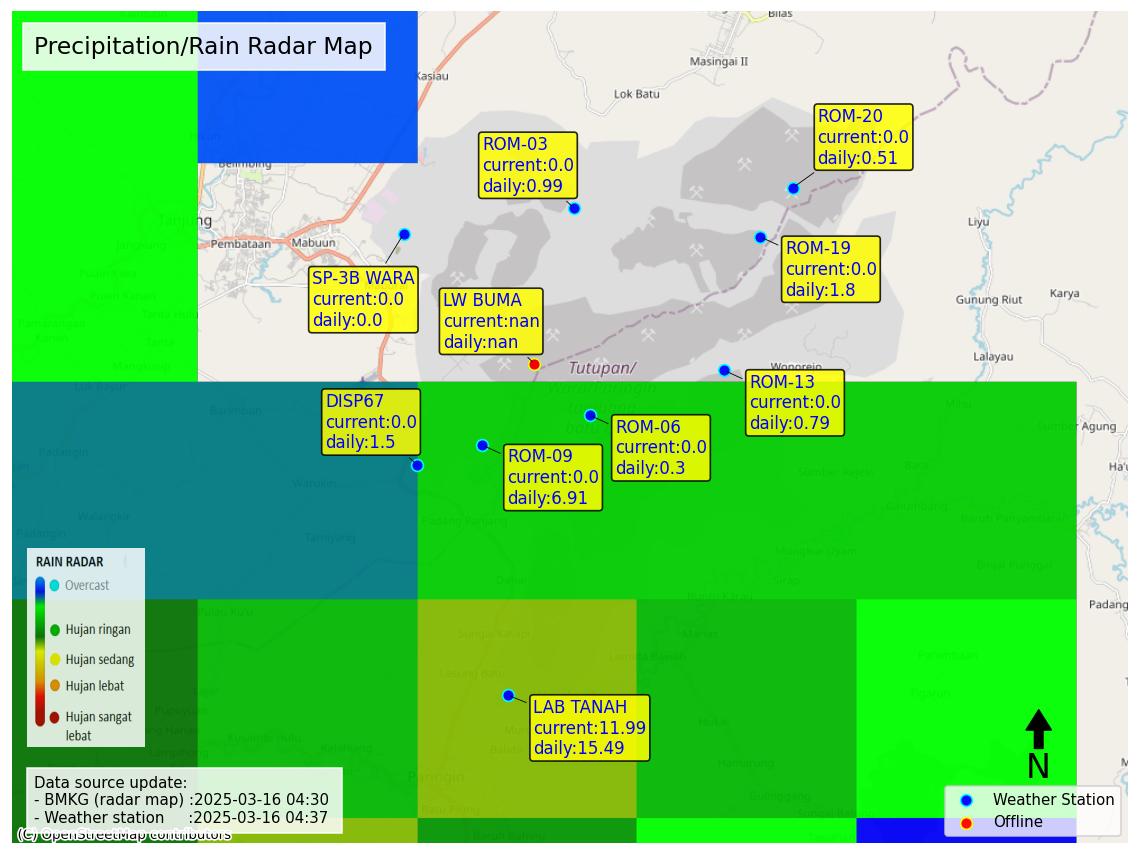 Precipitation/Rain Radar Map
Bilas
Masingai II
Kasiau
Lok Batu
ROM-20
current:0.0
daily:0.51
ROM-03
current:0.0
daily:0.99
Belimbing
Tanjung
Pembataan
Mabuun
Liyu
ROM-19
current:0.0
daily:1.8
SP-3B WARA
current:0.0
daily:0.0
LW BUMA
current:nan
daily:nan
Gunung Riut
Karya
Lalayau
Tutupan/
Wonorejo
ROM-13
current:0.0
daily:0.79
DISP67
current:0.0
daily:1.5
ROM-06
current:0.0
daily:0.3
ROM-09
current:0.0
daily:6.91
Sumber Agung
RAIN RADAR
Overcast
Hujan ringan
Hujan sedang
Hujan lebat
Hujan sangat
lebat
Padang
Paringin
LAB TANAH
current:11.99
daily:15.49
N
Data source update:
- BMKG (radar map) :2025-03-16 04:30
- Weather station :2025-03-16 04:37
(C) OpenStreetMap contributors
Weather Station
Offline